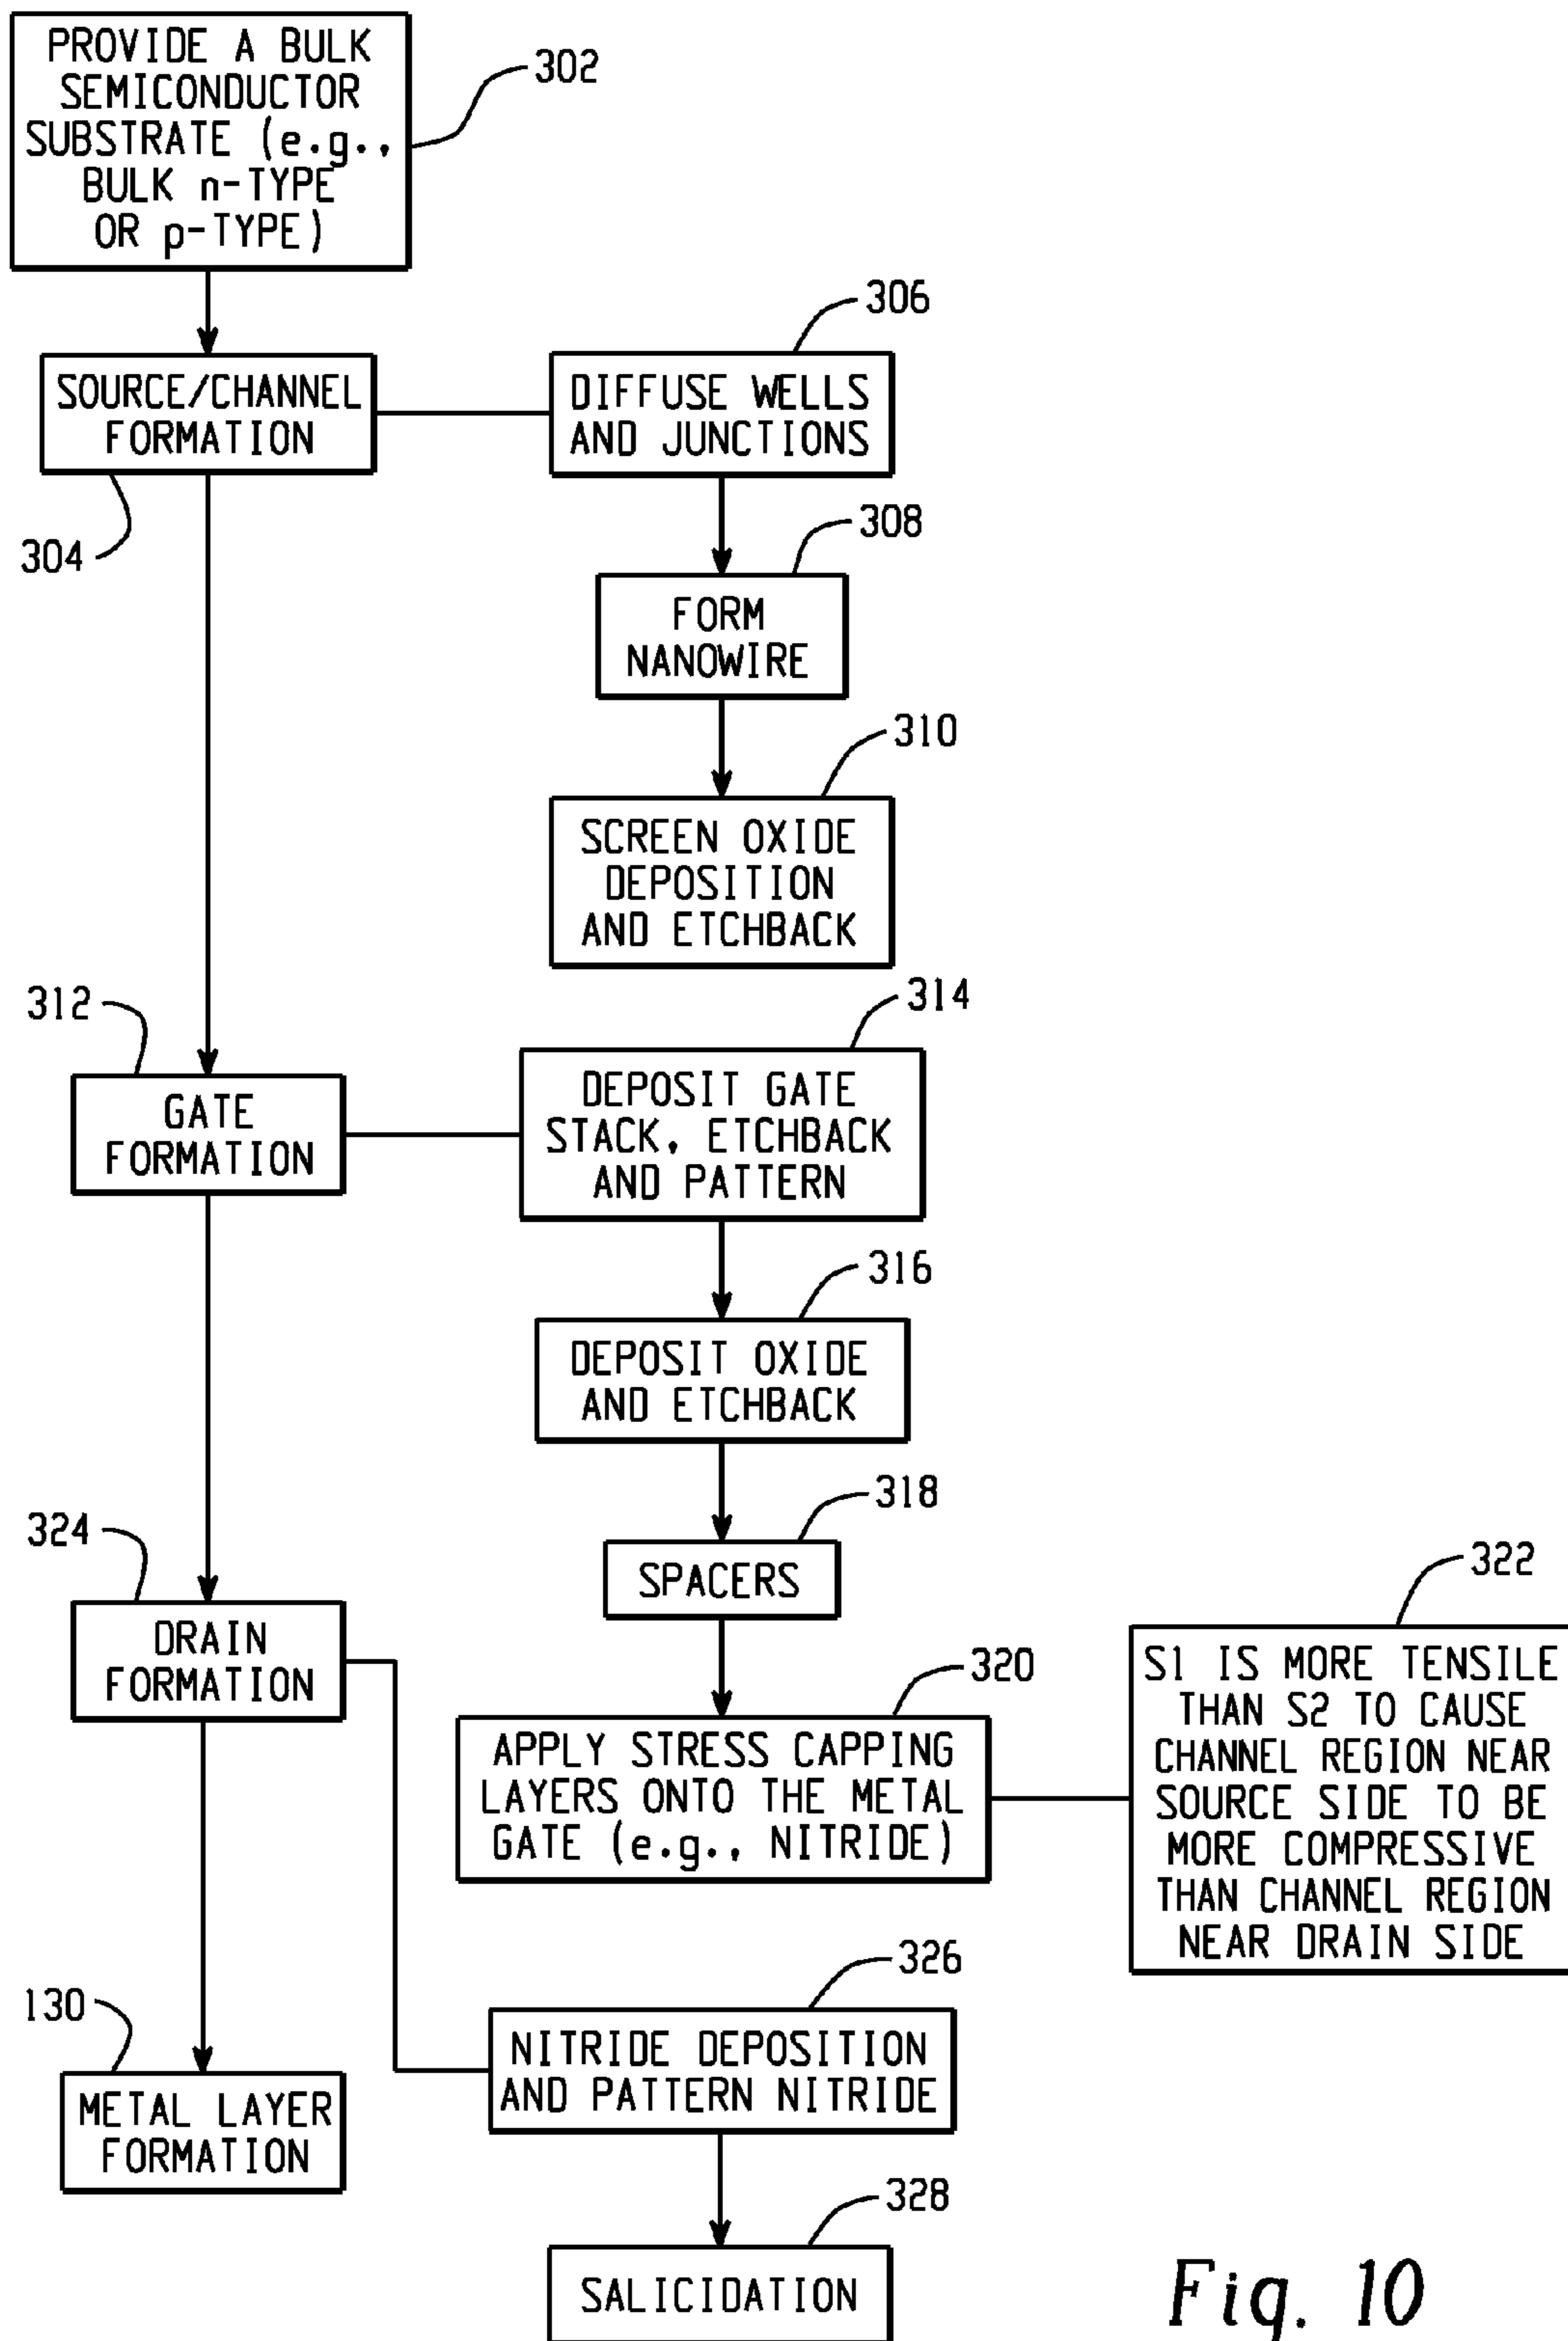 PROVIDE A BULK
SEMICONDUCTOR
SUBSTRATE (e.g.,
BULK n-TYPE
OR p-TYPE)
302
SOURCE/CHANNEL
FORMATION
304
306
DIFFUSE WELLS
AND JUNCTIONS
308
FORM
NANOWIRE
310
SCREEN OXIDE
DEPOSITION
AND ETCHBACK
312
GATE
FORMATION
314
DEPOSIT GATE
STACK, ETCHBACK
AND PATTERN
316
DEPOSIT OXIDE
AND ETCHBACK
318
SPACERS
320
APPLY STRESS CAPPING
LAYERS ONTO THE METAL
GATE (e.g., NITRIDE)
322
S1 IS MORE TENSILE
THAN S2 TO CAUSE
CHANNEL REGION NEAR
SOURCE SIDE TO BE
MORE COMPRESSIVE
THAN CHANNEL REGION
NEAR DRAIN SIDE
324
DRAIN
FORMATION
326
NITRIDE DEPOSITION
AND PATTERN NITRIDE
328
SALICIDATION
130
METAL LAYER
FORMATION
Fig. 10